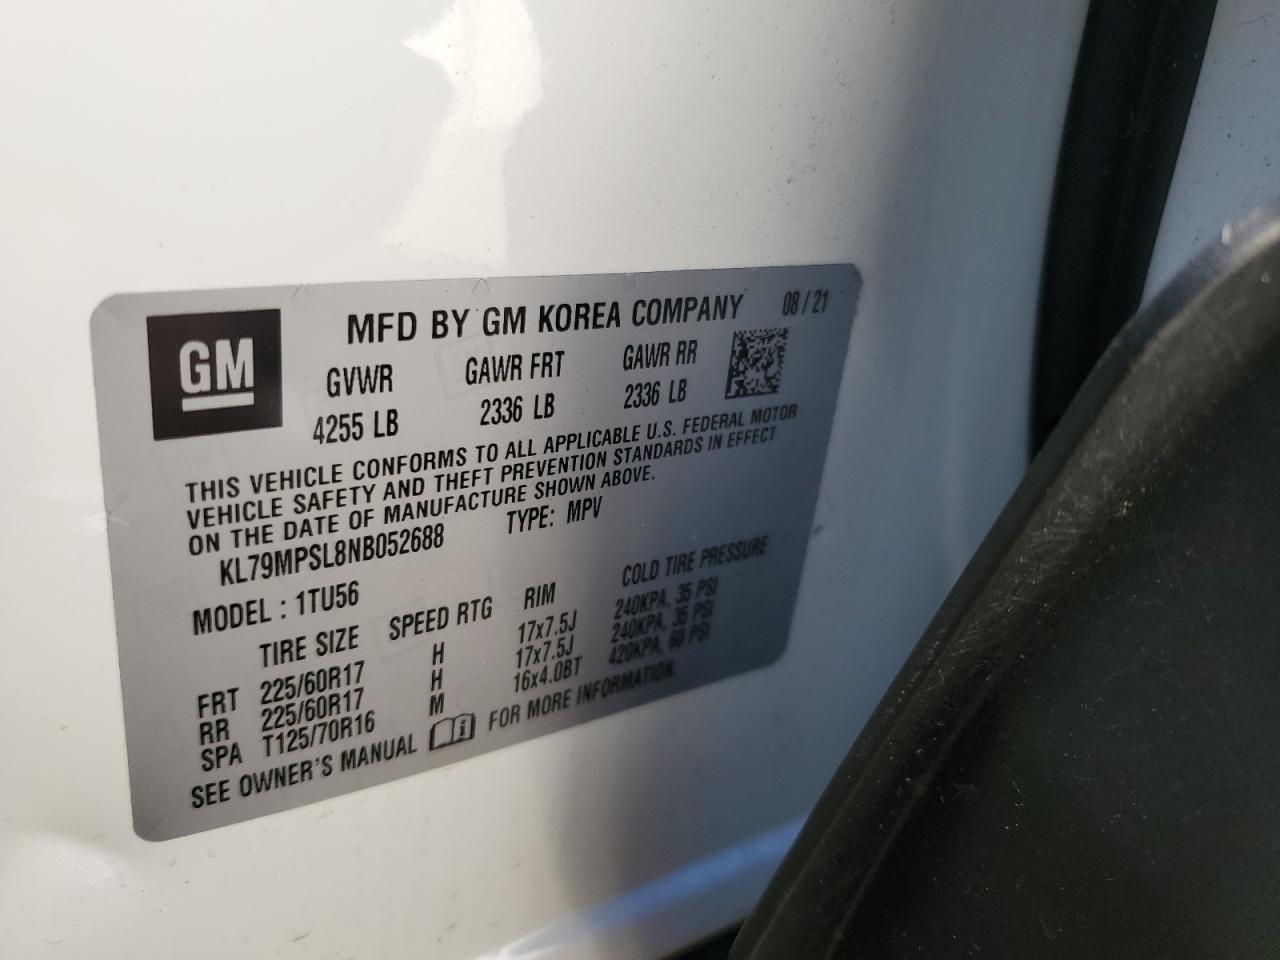 GM
MFD BY GM KOREA COMPANY 08 / 21
GVWR GAWR FRT GAWR RR
4255 LB 2336 LB 2336 LB
THIS VEHICLE CONFORMS TO ALL APPLICABLE U.S. FEDERAL MOTOR
VEHICLE SAFETY AND THEFT PREVENTION STANDARDS IN EFFECT
ON THE DATE OF MANUFACTURE SHOWN ABOVE.
KL79MPSL8NB052688 TYPE: MPV
MODEL : 1TU56
TIRE SIZE SPEED RTG RIM COLD TIRE PRESSURE
FRT 225/60R17 H 17x7.5J 240KPA, 35 PSI
RR 225/60R17 H 17x7.5J 240KPA, 35 PSI
SPA T125/70R16 M 16x4.0BT 420KPA, 60 PSI
SEE OWNER'S MANUAL i FOR MORE INFORMATION.